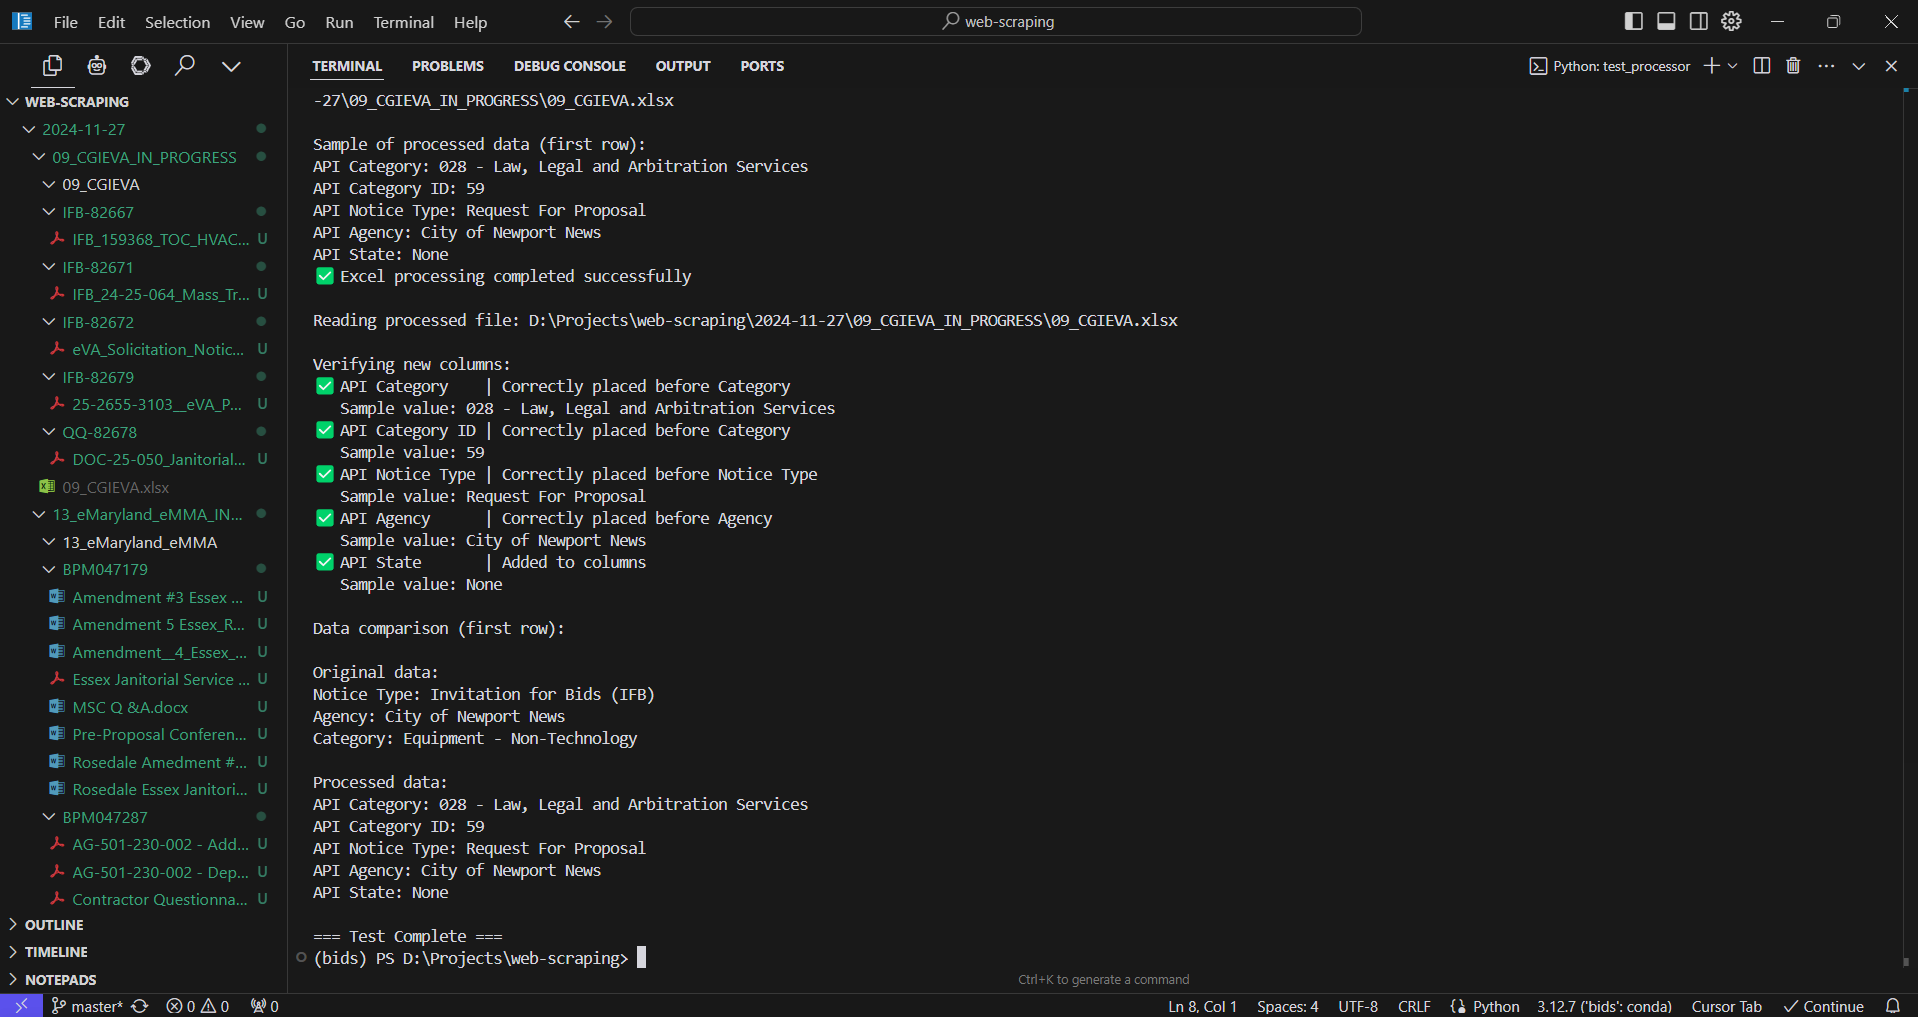 File Edit Selection View Go Run Terminal Help
web-scraping
TERMINAL PROBLEMS DEBUG CONSOLE OUTPUT PORTS
Python: test_processor
WEB-SCRAPING
2024-11-27
09_CGIEVA_IN_PROGRESS
09_CGIEVA
IFB-82667
IFB_159368_TOC_HVAC... U
IFB-82671
IFB_24-25-064_Mass_Tr... U
IFB-82672
eVA_Solicitation_Notic... U
IFB-82679
25-2655-3103__eVA_P... U
QQ-82678
DOC-25-050_Janitorial... U
09_CGIEVA.xlsx
13_eMaryland_eMMA_IN...
13_eMaryland_eMMA
BPM047179
Amendment #3 Essex ... U
Amendment 5 Essex_R... U
Amendment__4_Essex_... U
Essex Janitorial Service ... U
MSC Q &A.docx U
Pre-Proposal Conferen... U
Rosedale Amedment #... U
Rosedale Essex Janitori... U
BPM047287
AG-501-230-002 - Add... U
AG-501-230-002 - Dep... U
Contractor Questionna... U
OUTLINE
TIMELINE
NOTEPADS
-27\09_CGIEVA_IN_PROGRESS\09_CGIEVA.xlsx
Sample of processed data (first row):
API Category: 028 - Law, Legal and Arbitration Services
API Category ID: 59
API Notice Type: Request For Proposal
API Agency: City of Newport News
API State: None
✅ Excel processing completed successfully
Reading processed file: D:\Projects\web-scraping\2024-11-27\09_CGIEVA_IN_PROGRESS\09_CGIEVA.xlsx
Verifying new columns:
✅ API Category | Correctly placed before Category
Sample value: 028 - Law, Legal and Arbitration Services
✅ API Category ID | Correctly placed before Category
Sample value: 59
✅ API Notice Type | Correctly placed before Notice Type
Sample value: Request For Proposal
✅ API Agency | Correctly placed before Agency
Sample value: City of Newport News
✅ API State | Added to columns
Sample value: None
Data comparison (first row):
Original data:
Notice Type: Invitation for Bids (IFB)
Agency: City of Newport News
Category: Equipment - Non-Technology
Processed data:
API Category: 028 - Law, Legal and Arbitration Services
API Category ID: 59
API Notice Type: Request For Proposal
API Agency: City of Newport News
API State: None
=== Test Complete ===
(bids) PS D:\Projects\web-scraping>
Ctrl+K to generate a command
master* 0 0 0 Ln 8, Col 1 Spaces: 4 UTF-8 CRLF Python 3.12.7 ('bids': conda) Cursor Tab Continue